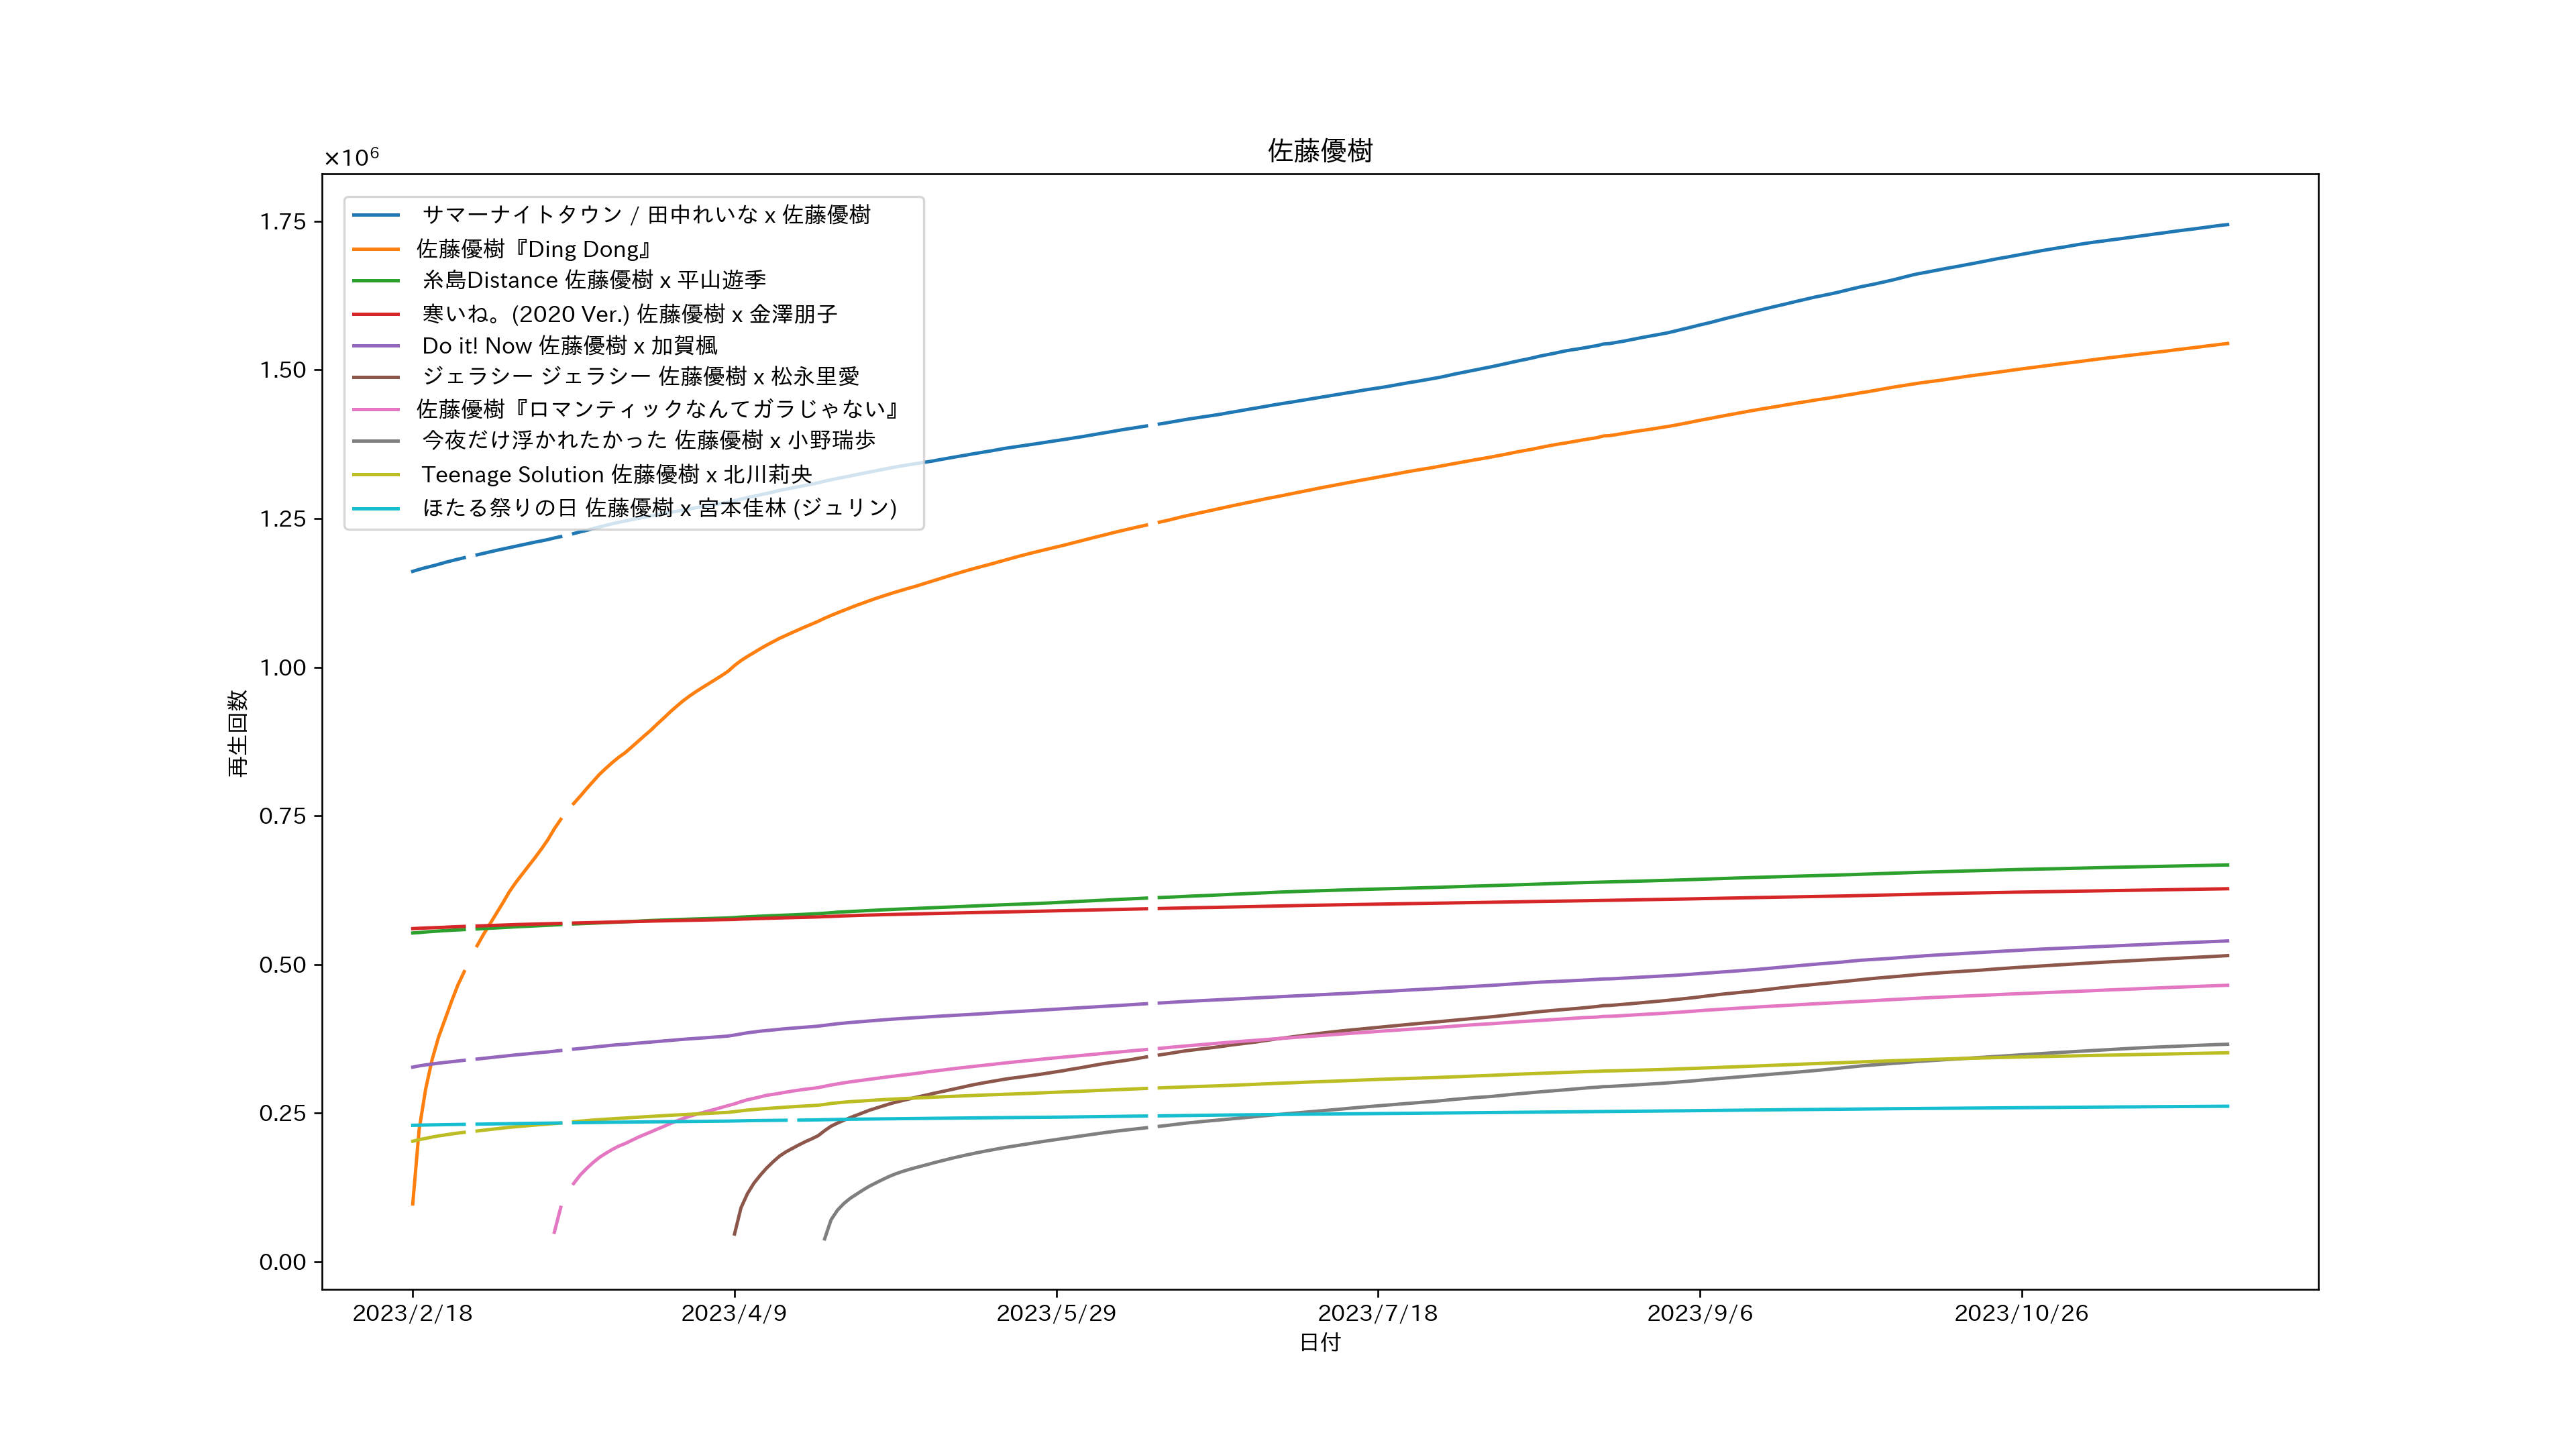 佐藤優樹
×10⁶
サマーナイトタウン / 田中れいな x 佐藤優樹
佐藤優樹『Ding Dong』
糸島Distance 佐藤優樹 x 平山遊季
寒いね。(2020 Ver.) 佐藤優樹 x 金澤朋子
Do it! Now 佐藤優樹 x 加賀楓
ジェラシー ジェラシー 佐藤優樹 x 松永里愛
佐藤優樹『ロマンティックなんてガラじゃない』
今夜だけ浮かれたかった 佐藤優樹 x 小野瑞歩
Teenage Solution 佐藤優樹 x 北川莉央
ほたる祭りの日 佐藤優樹 x 宮本佳林 (ジュリン)
1.75
1.50
1.25
1.00
0.75
0.50
0.25
0.00
再生回数
2023/2/18
2023/4/9
2023/5/29
2023/7/18
2023/9/6
2023/10/26
日付